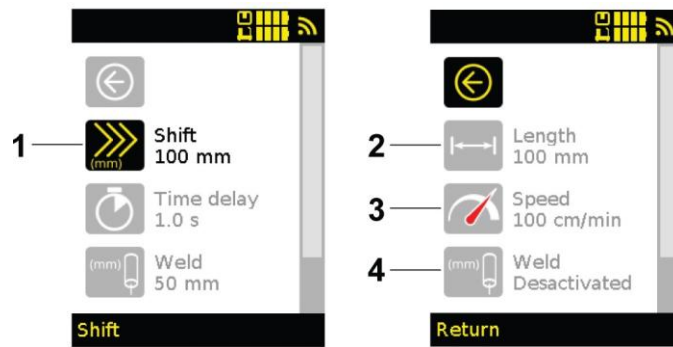 1
(mm)
Shift
100 mm
Time delay
1.0 s
(mm)
Weld
50 mm
Shift
2
Length
100 mm
3
Speed
100 cm/min
4
(mm)
Weld
Desactivated
Return